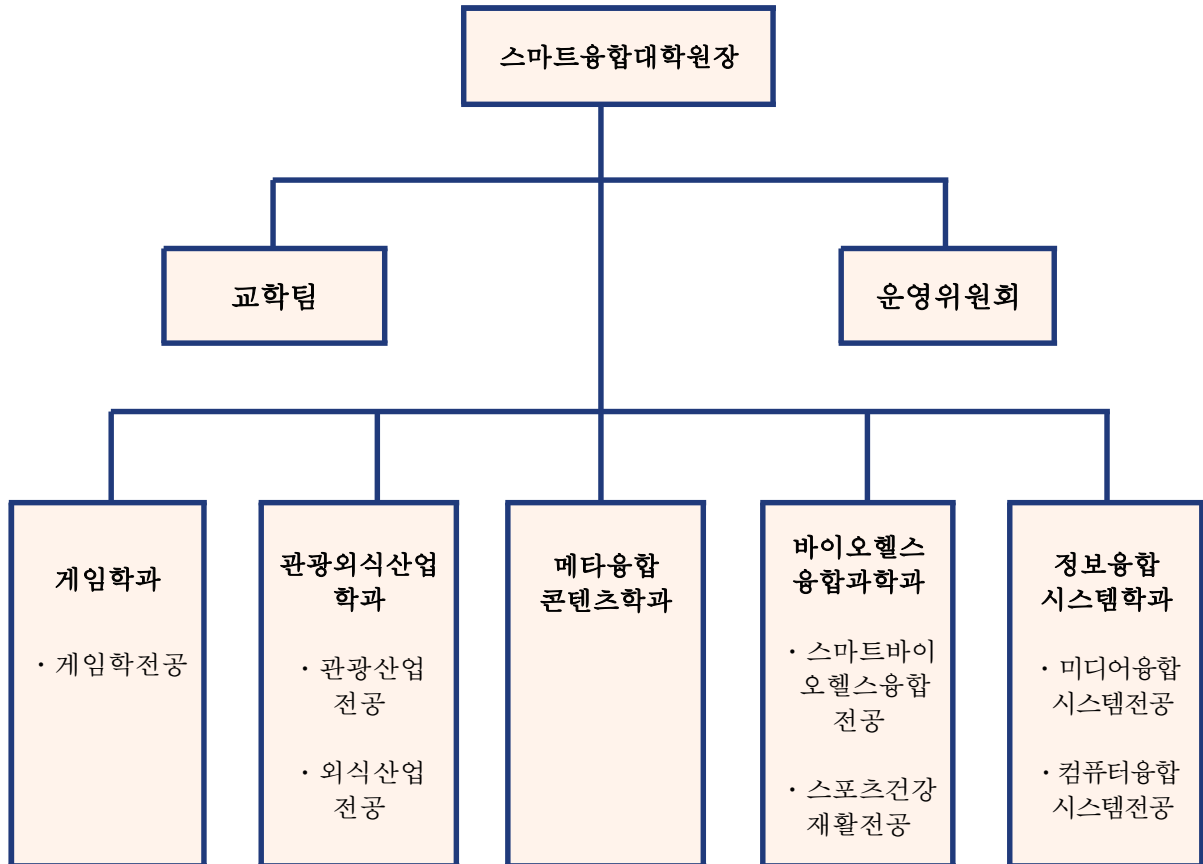 스마트융합대학원장
교학팀
운영위원회
게임학과
· 게임학전공
관광외식산업
학과
· 관광산업
전공
· 외식산업
전공
메타융합
콘텐츠학과
바이오헬스
융합과학과
· 스마트바이
오헬스융합
전공
· 스포츠건강
재활전공
정보융합
시스템학과
· 미디어융합
시스템전공
· 컴퓨터융합
시스템전공